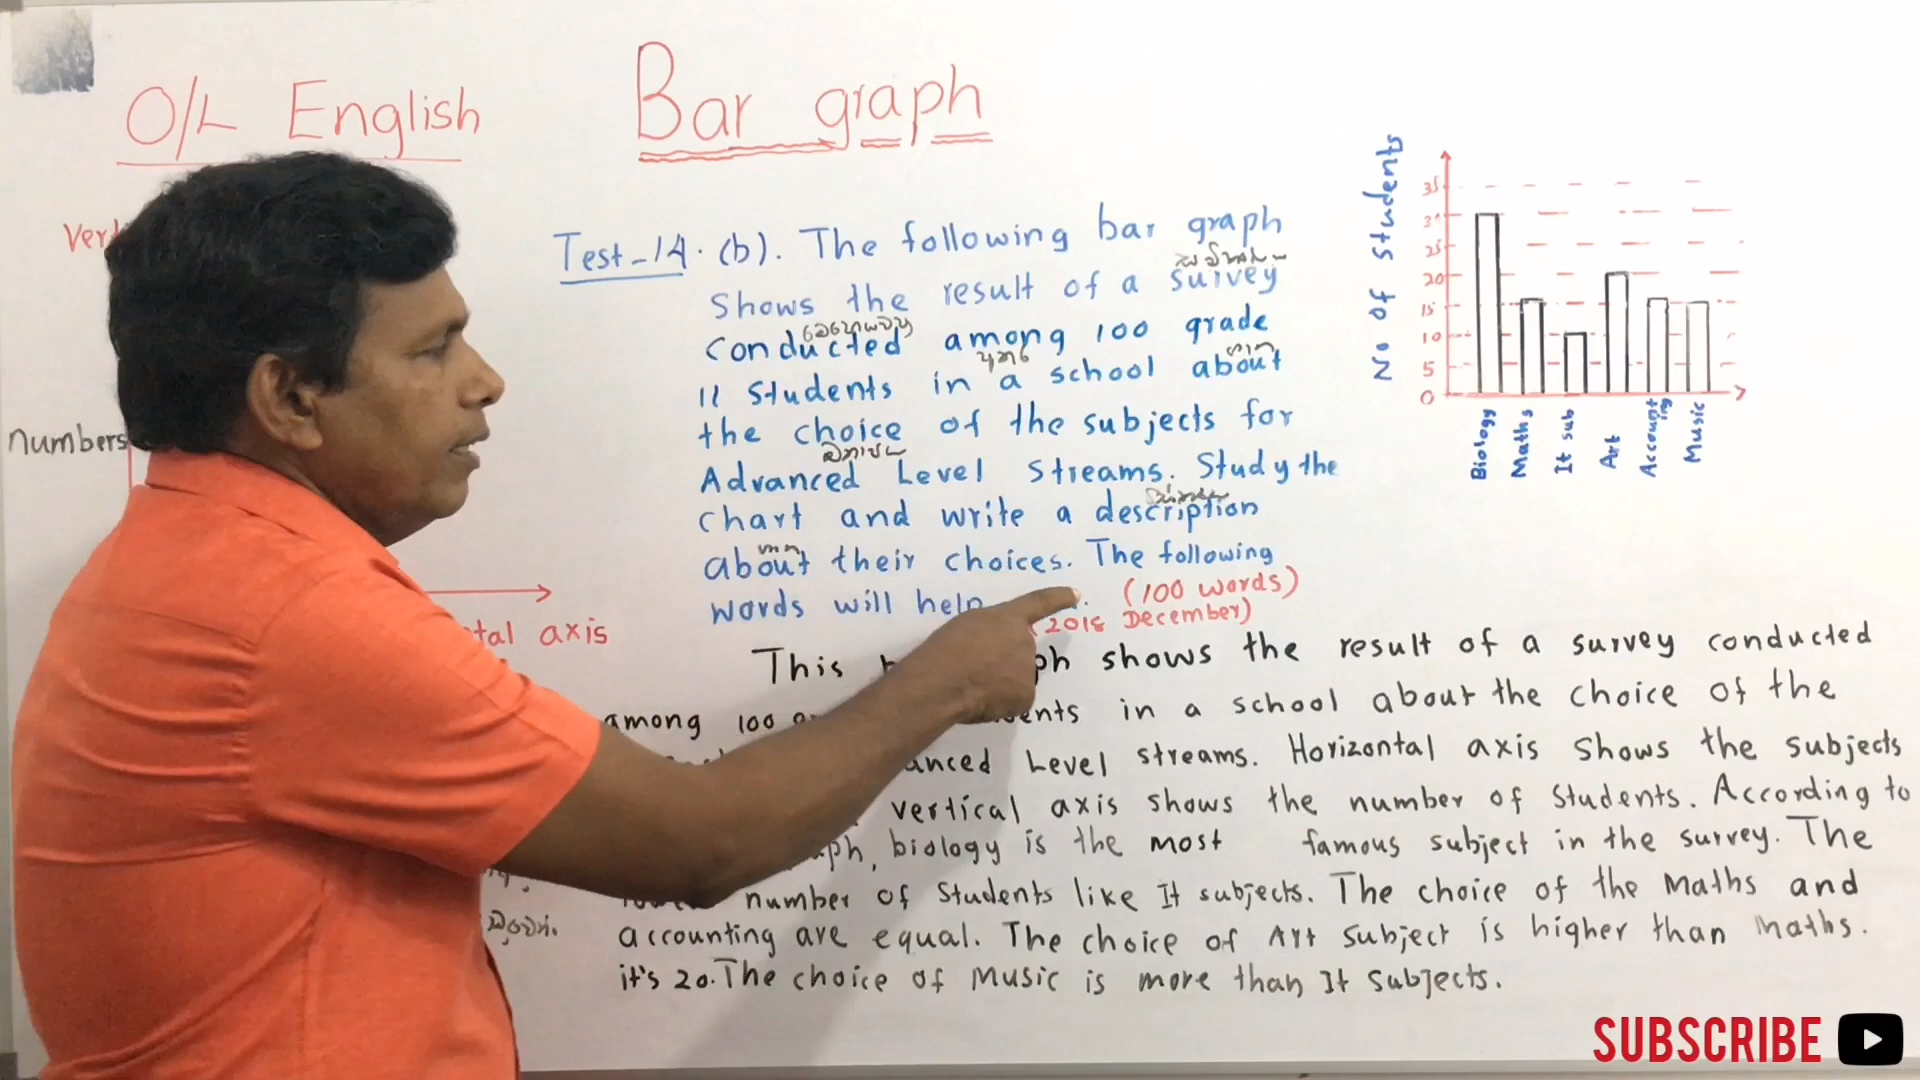 O/L English
Bar graph
numbers
axis
Test-14. (b). The following bar graph
shows the result of a survey
conducted among 100 grade
11 students in a school about
the choice of the subjects for
Advanced Level Streams. Study the
chart and write a description
about their choices. The following
words will help
(100 words)
(2018 December)
This shows the result of a survey conducted
among 100 in a school about the choice of the
Level streams. Horizontal axis shows the subjects
vertical axis shows the number of students. According to
biology is the most famous subject in the survey. The
number of students like It subjects. The choice of the Maths and
accounting are equal. The choice of Art subject is higher than Maths.
it's 20. The choice of Music is more than It subjects.
No of students
35
30
25
20
15
10
5
0
Biology
Maths
It sub
Art
Accounting
Music
SUBSCRIBE